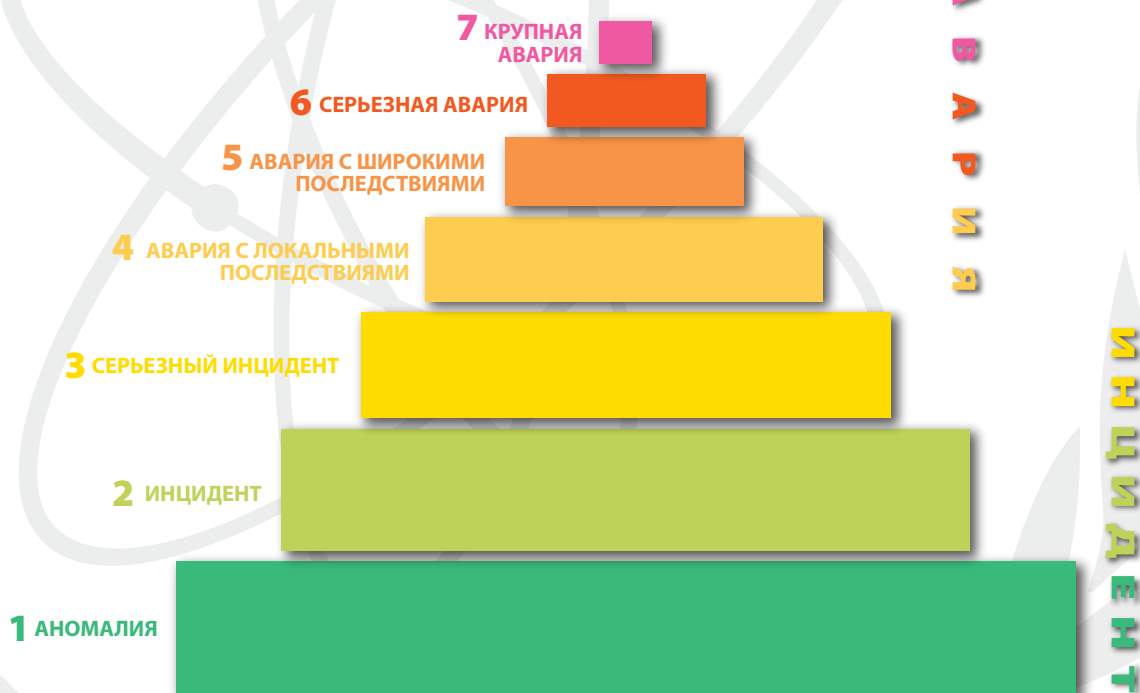 7 КРУПНАЯ
АВАРИЯ
6 СЕРЬЕЗНАЯ АВАРИЯ
5 АВАРИЯ С ШИРОКИМИ
ПОСЛЕДСТВИЯМИ
4 АВАРИЯ С ЛОКАЛЬНЫМИ
ПОСЛЕДСТВИЯМИ
3 СЕРЬЕЗНЫЙ ИНЦИДЕНТ
2 ИНЦИДЕНТ
1 АНОМАЛИЯ
АВАРИЯ
ИНЦИДЕНТ